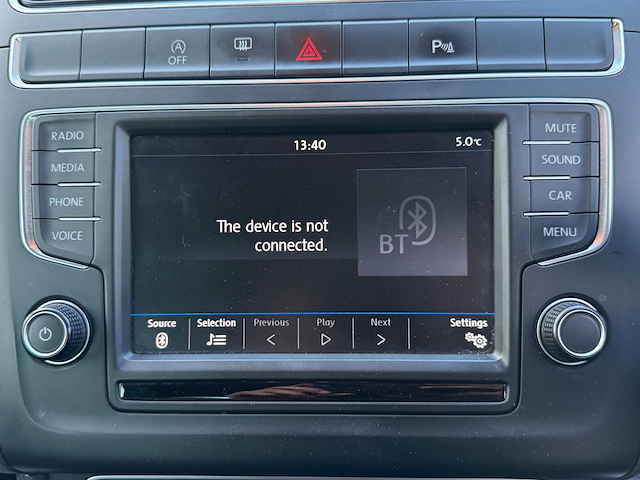 A OFF
P
RADIO
MEDIA
PHONE
VOICE
MUTE
SOUND
CAR
MENU
13:40 5.0°C
The device is not
connected.
BT
Source Selection Previous Play Next Settings